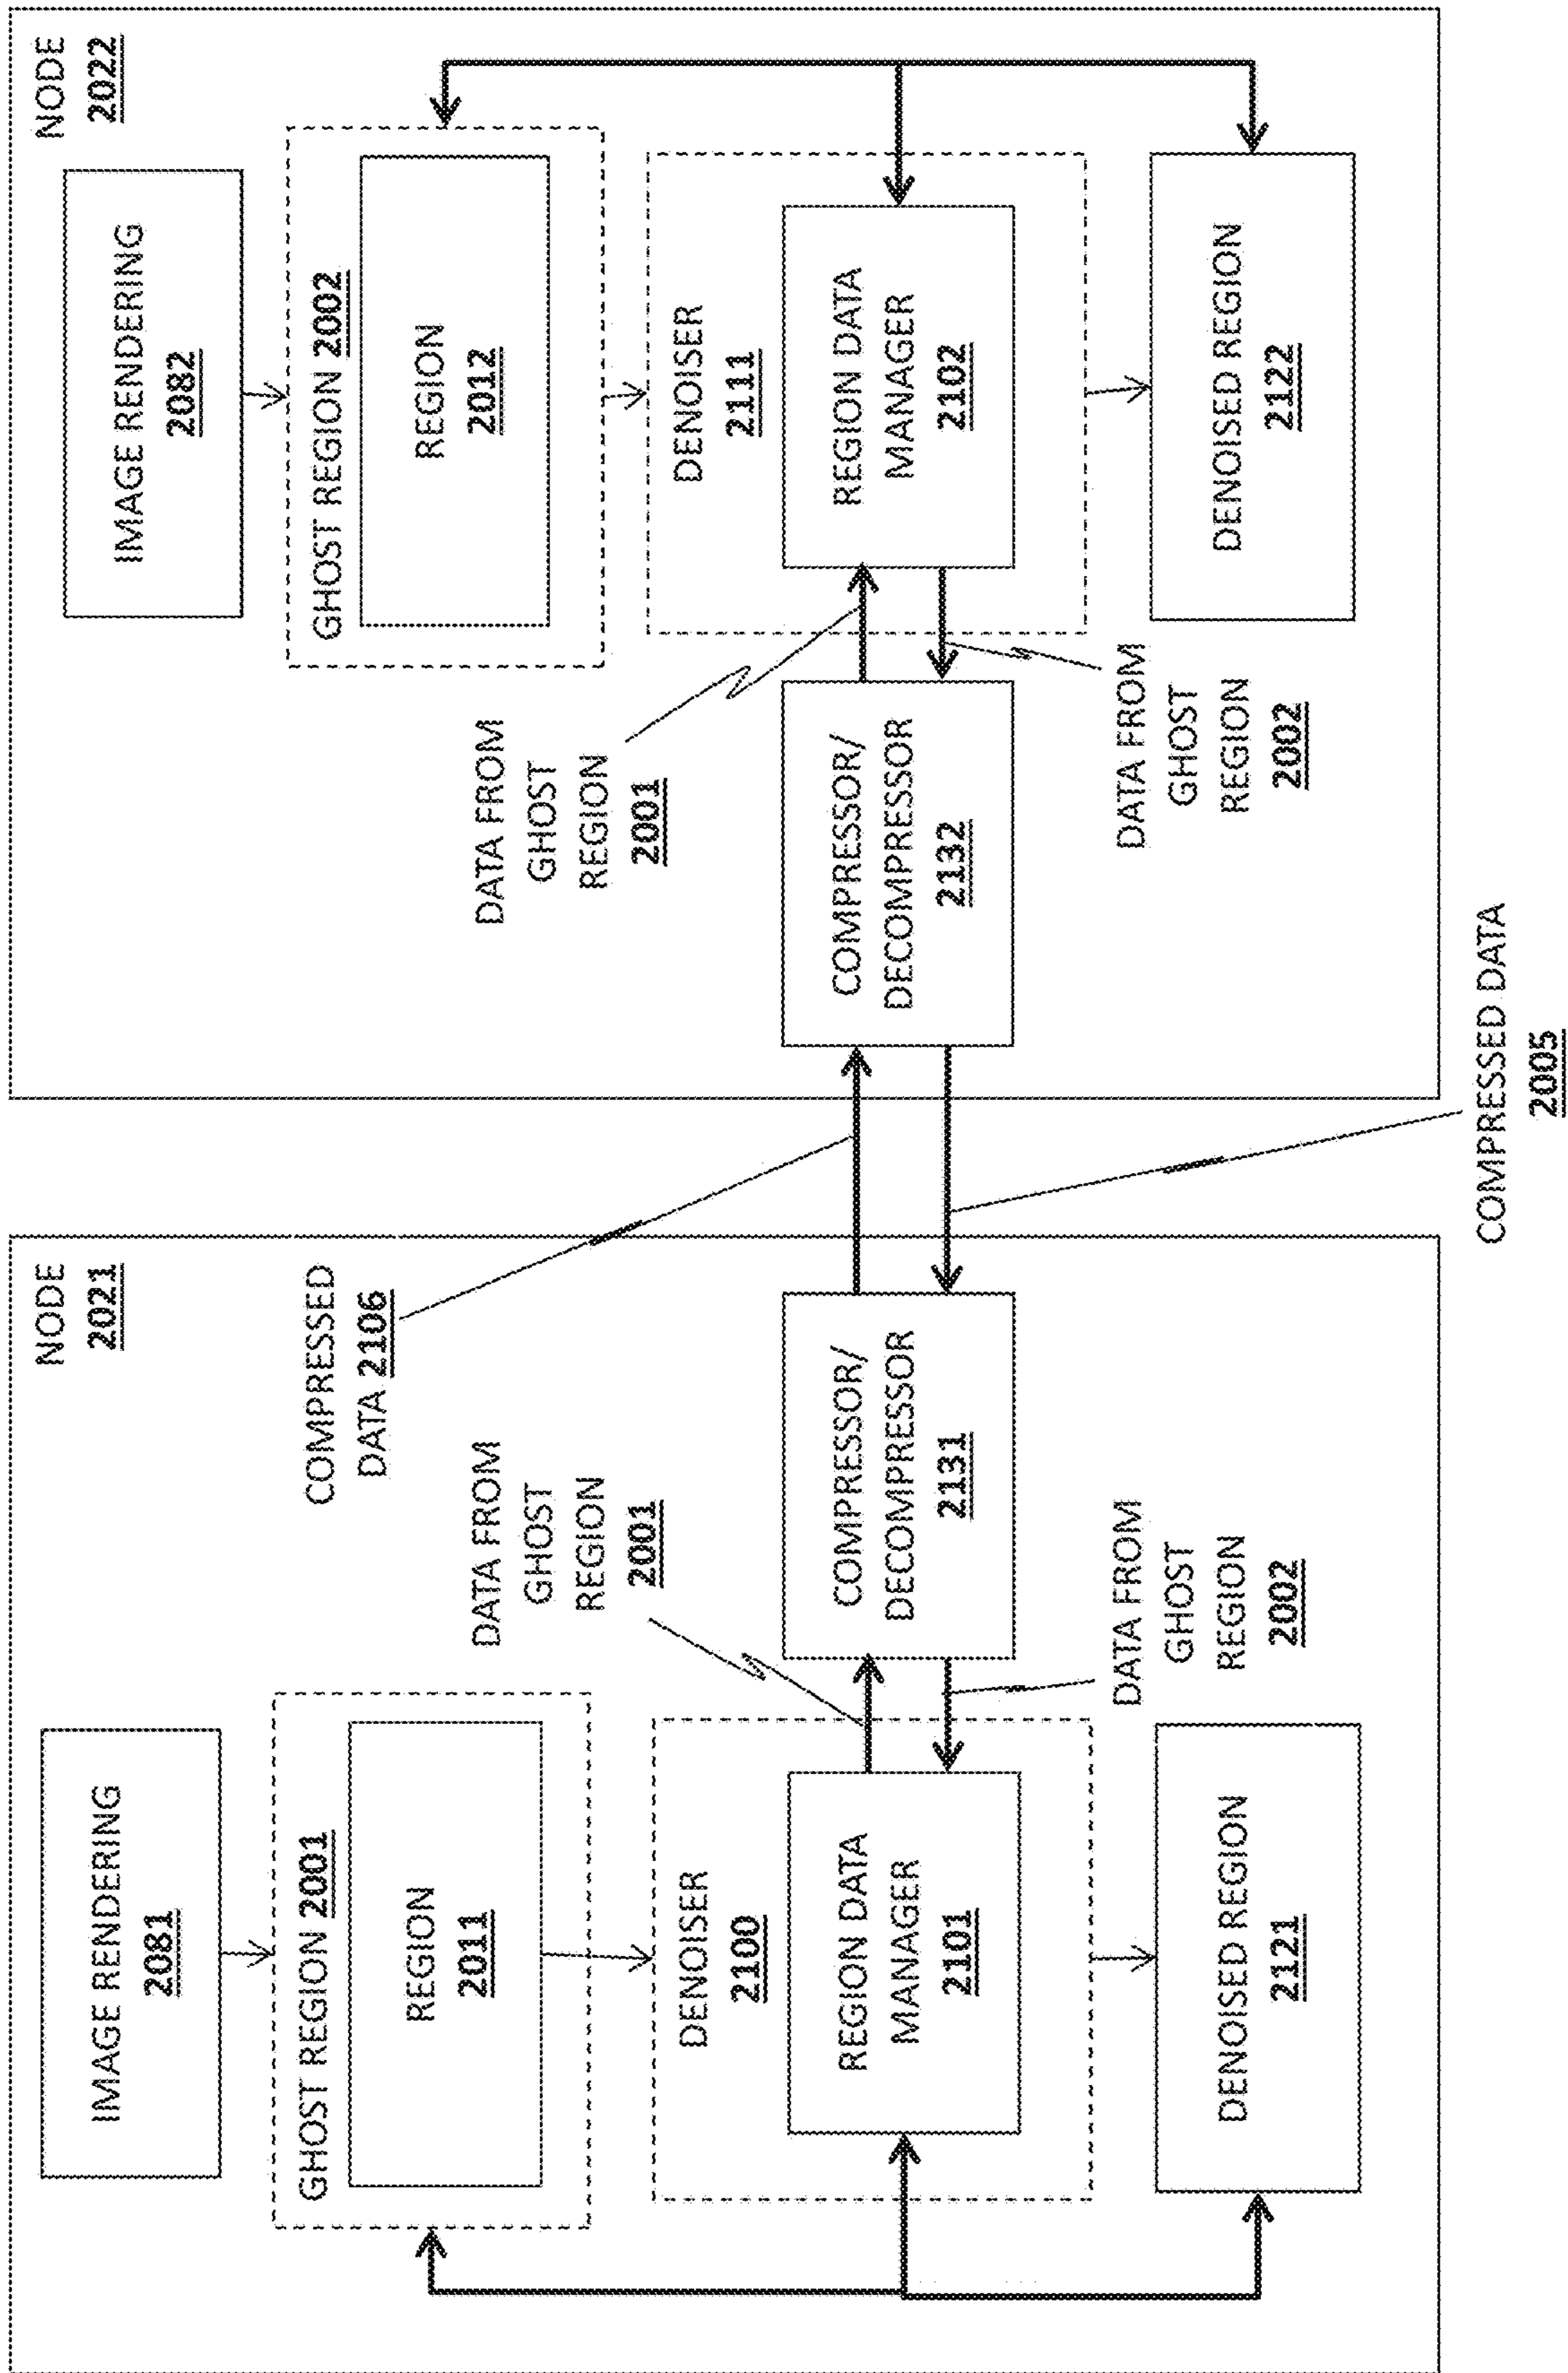 NODE
2021
IMAGE RENDERING
2081
GHOST REGION 2001
REGION
2011
DENOISER
2100
REGION DATA
MANAGER
2101
DENOISED REGION
2121
COMPRESSED
DATA 2106
DATA FROM
GHOST
REGION
2001
COMPRESSOR/
DECOMPRESSOR
2131
DATA FROM
GHOST
REGION
2002
NODE
2022
IMAGE RENDERING
2082
GHOST REGION 2002
REGION
2012
DENOISER
2111
REGION DATA
MANAGER
2102
DENOISED REGION
2122
DATA FROM
GHOST
REGION
2001
COMPRESSOR/
DECOMPRESSOR
2132
DATA FROM
GHOST
REGION
2002
COMPRESSED DATA
2005